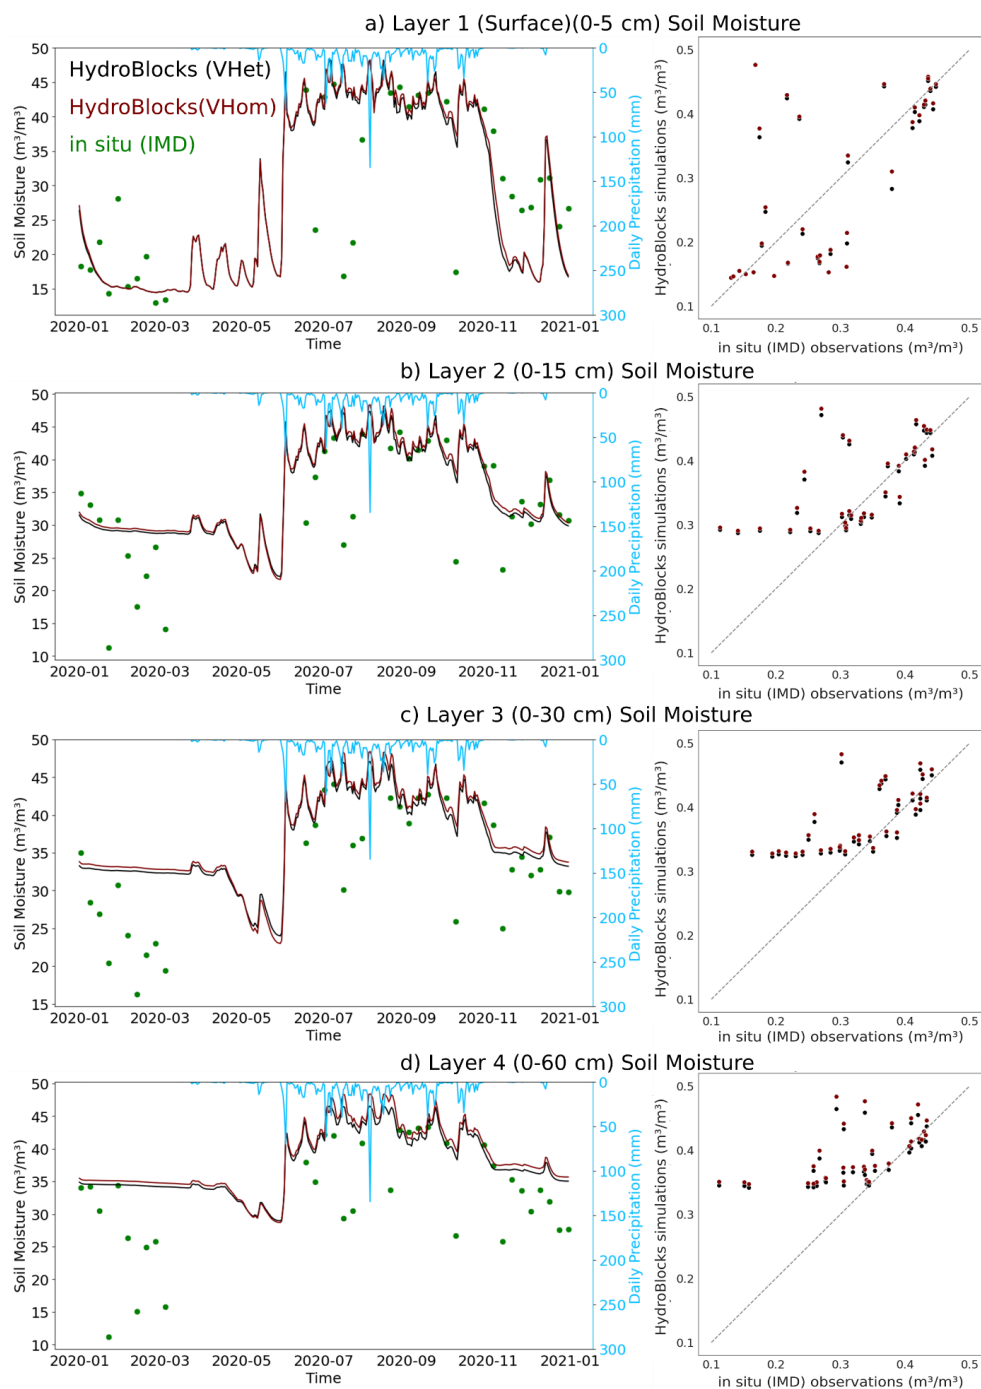 a) Layer 1 (Surface)(0-5 cm) Soil Moisture
HydroBlocks (VHet)
HydroBlocks(VHom)
in situ (IMD)
Soil Moisture (m³/m³)
50
45
40
35
30
25
20
15
2020-01 2020-03 2020-05 2020-07 2020-09 2020-11 2021-01
Time
0
50
100
150
200
250
300
Daily Precipitation (mm)
HydroBlocks simulations (m³/m³)
0.5
0.4
0.3
0.2
0.1
0.1 0.2 0.3 0.4 0.5
in situ (IMD) observations (m³/m³)
b) Layer 2 (0-15 cm) Soil Moisture
Soil Moisture (m³/m³)
50
45
40
35
30
25
20
15
10
2020-01 2020-03 2020-05 2020-07 2020-09 2020-11 2021-01
Time
0
50
100
150
200
250
300
Daily Precipitation (mm)
HydroBlocks simulations (m³/m³)
0.5
0.4
0.3
0.2
0.1
0.1 0.2 0.3 0.4 0.5
in situ (IMD) observations (m³/m³)
c) Layer 3 (0-30 cm) Soil Moisture
Soil Moisture (m³/m³)
50
45
40
35
30
25
20
15
2020-01 2020-03 2020-05 2020-07 2020-09 2020-11 2021-01
Time
0
50
100
150
200
250
300
Daily Precipitation (mm)
HydroBlocks simulations (m³/m³)
0.5
0.4
0.3
0.2
0.1
0.1 0.2 0.3 0.4 0.5
in situ (IMD) observations (m³/m³)
d) Layer 4 (0-60 cm) Soil Moisture
Soil Moisture (m³/m³)
50
45
40
35
30
25
20
15
10
2020-01 2020-03 2020-05 2020-07 2020-09 2020-11 2021-01
Time
0
50
100
150
200
250
300
Daily Precipitation (mm)
HydroBlocks simulations (m³/m³)
0.5
0.4
0.3
0.2
0.1
0.1 0.2 0.3 0.4 0.5
in situ (IMD) observations (m³/m³)